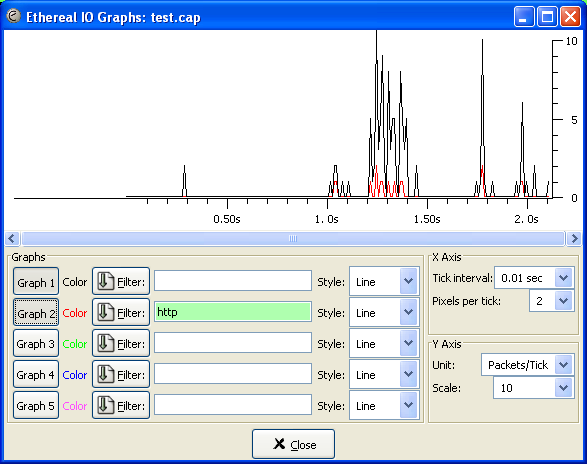 Ethereal IO Graphs: test.cap
10
5
0
0.50s 1.0s 1.50s 2.0s
Graphs
Graph 1 Color Filter: Style: Line
Graph 2 Color Filter: http Style: Line
Graph 3 Color Filter: Style: Line
Graph 4 Color Filter: Style: Line
Graph 5 Color Filter: Style: Line
X Axis
Tick interval: 0.01 sec
Pixels per tick: 2
Y Axis
Unit: Packets/Tick
Scale: 10
Close